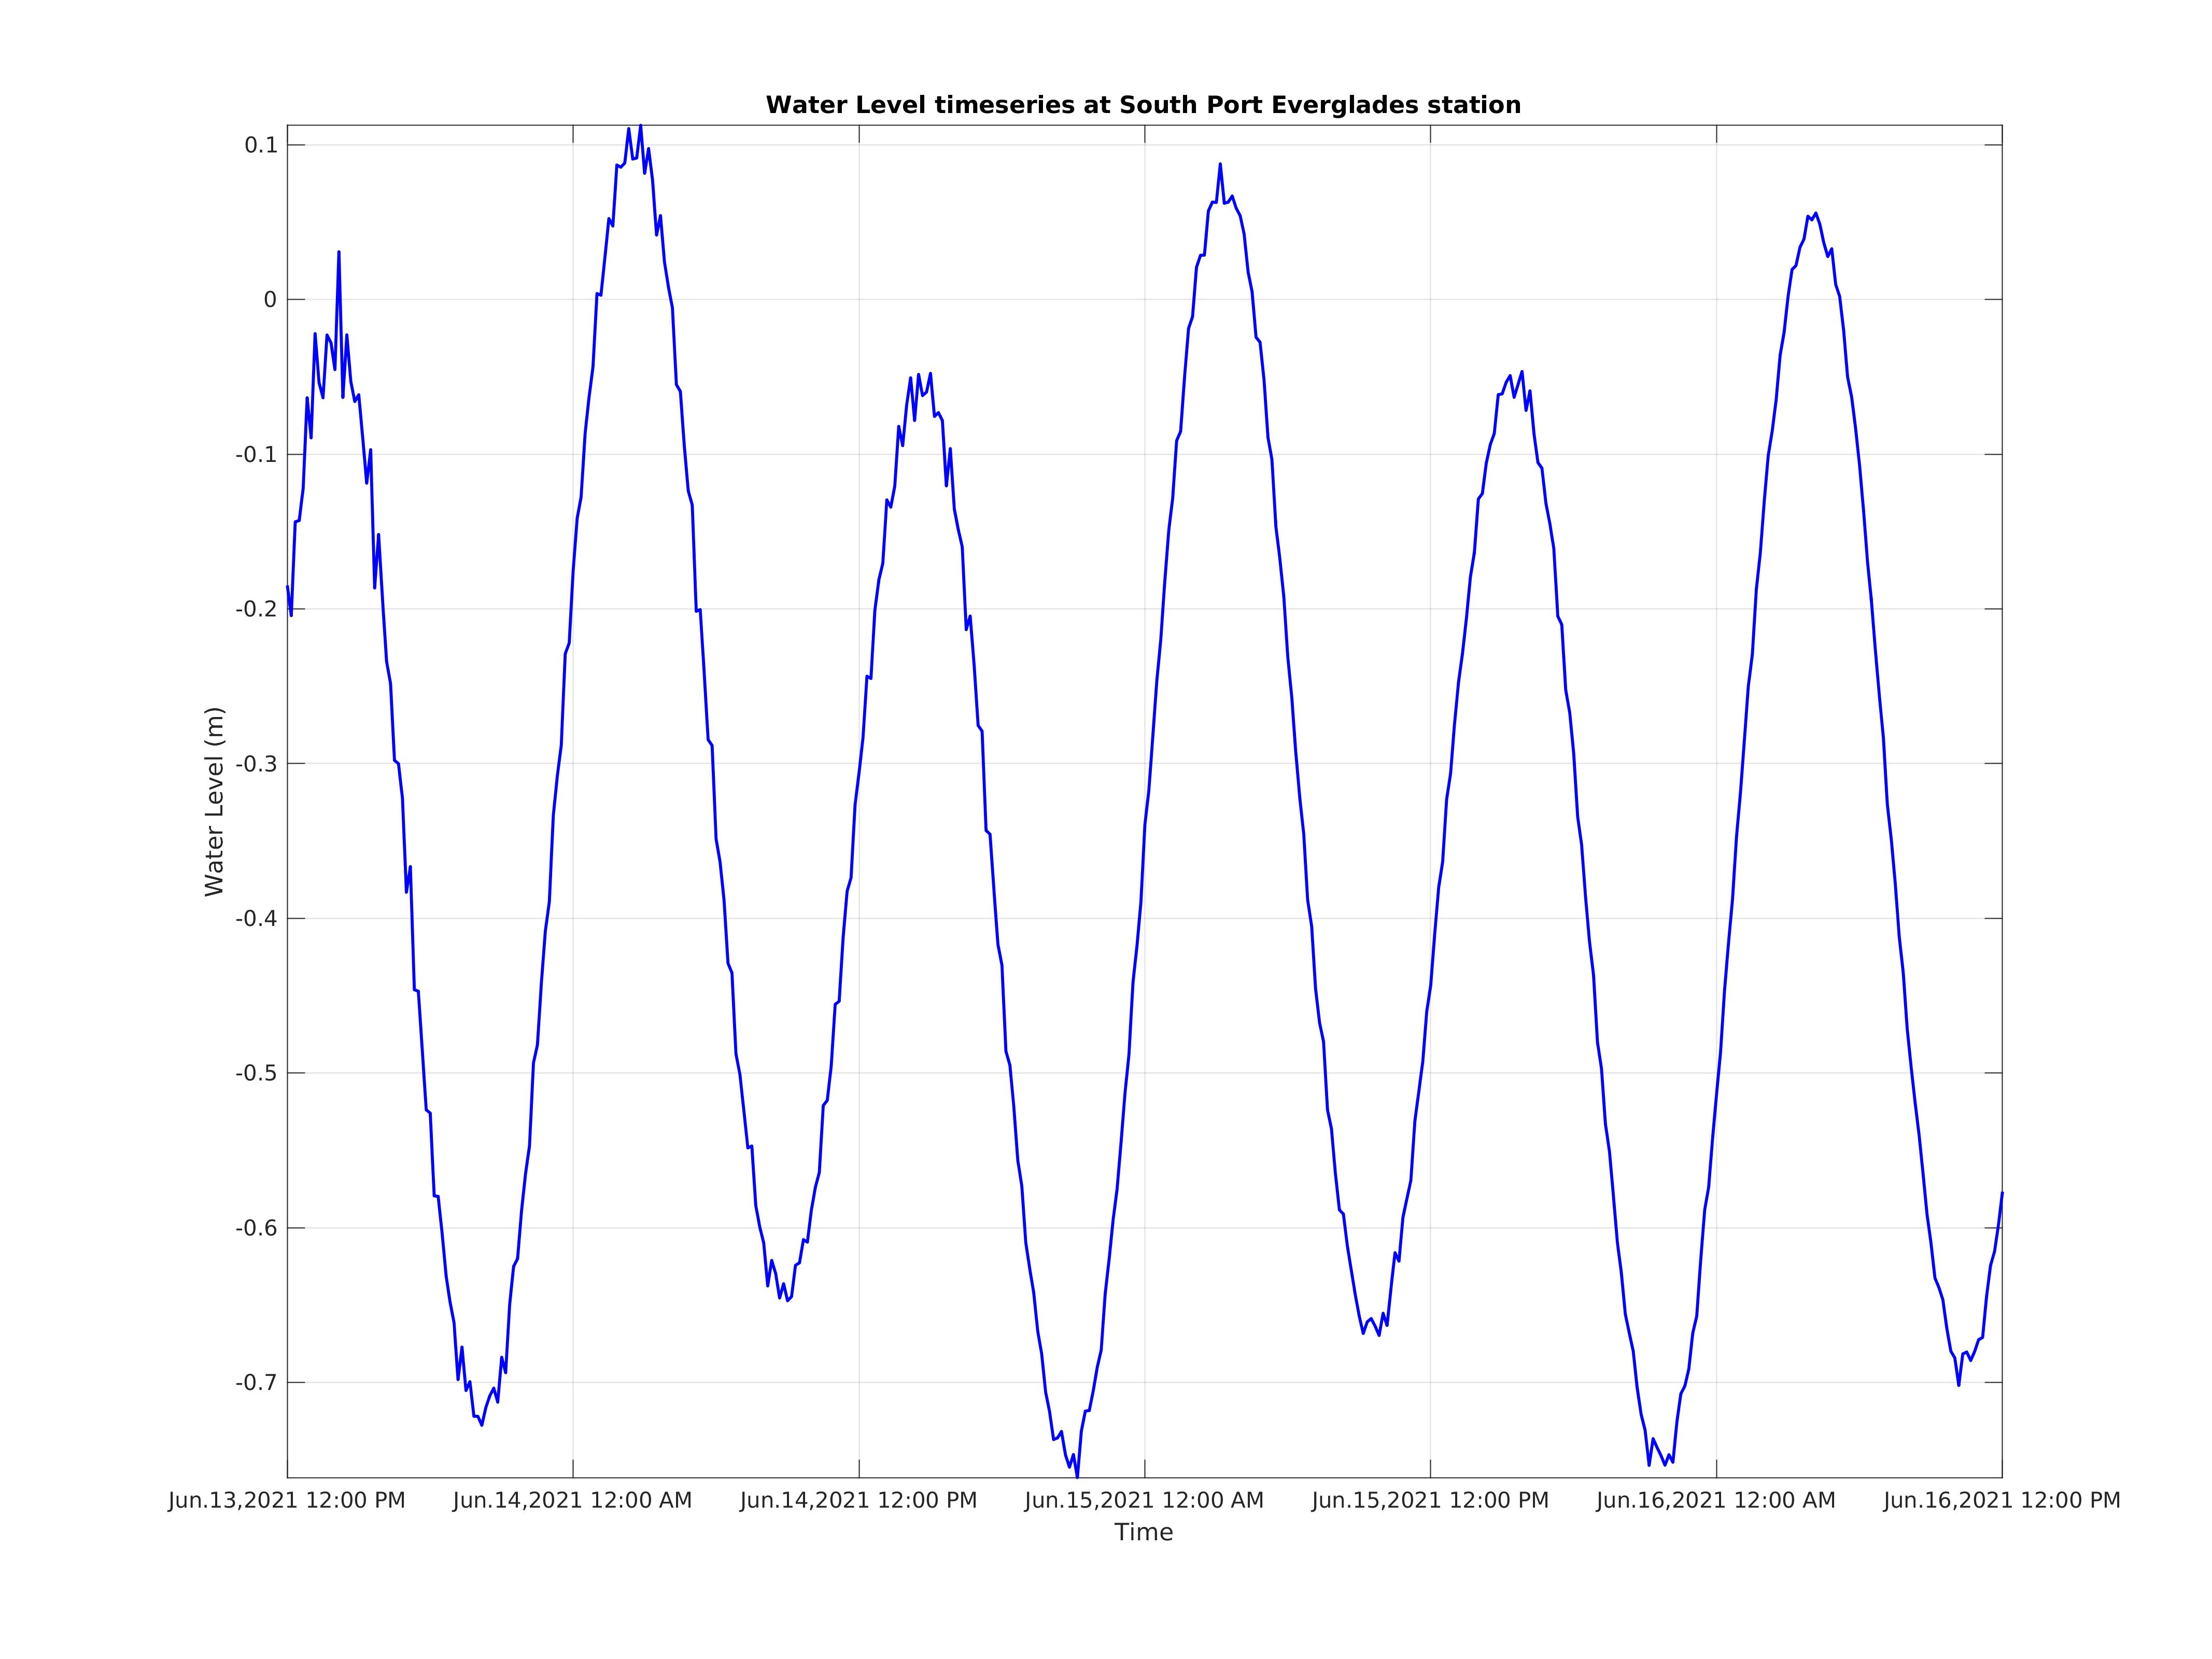 Water Level timeseries at South Port Everglades station
0.1
0
-0.1
-0.2
-0.3
-0.4
-0.5
-0.6
-0.7
Water Level (m)
Jun.13,2021 12:00 PM Jun.14,2021 12:00 AM Jun.14,2021 12:00 PM Jun.15,2021 12:00 AM Jun.15,2021 12:00 PM Jun.16,2021 12:00 AM Jun.16,2021 12:00 PM
Time